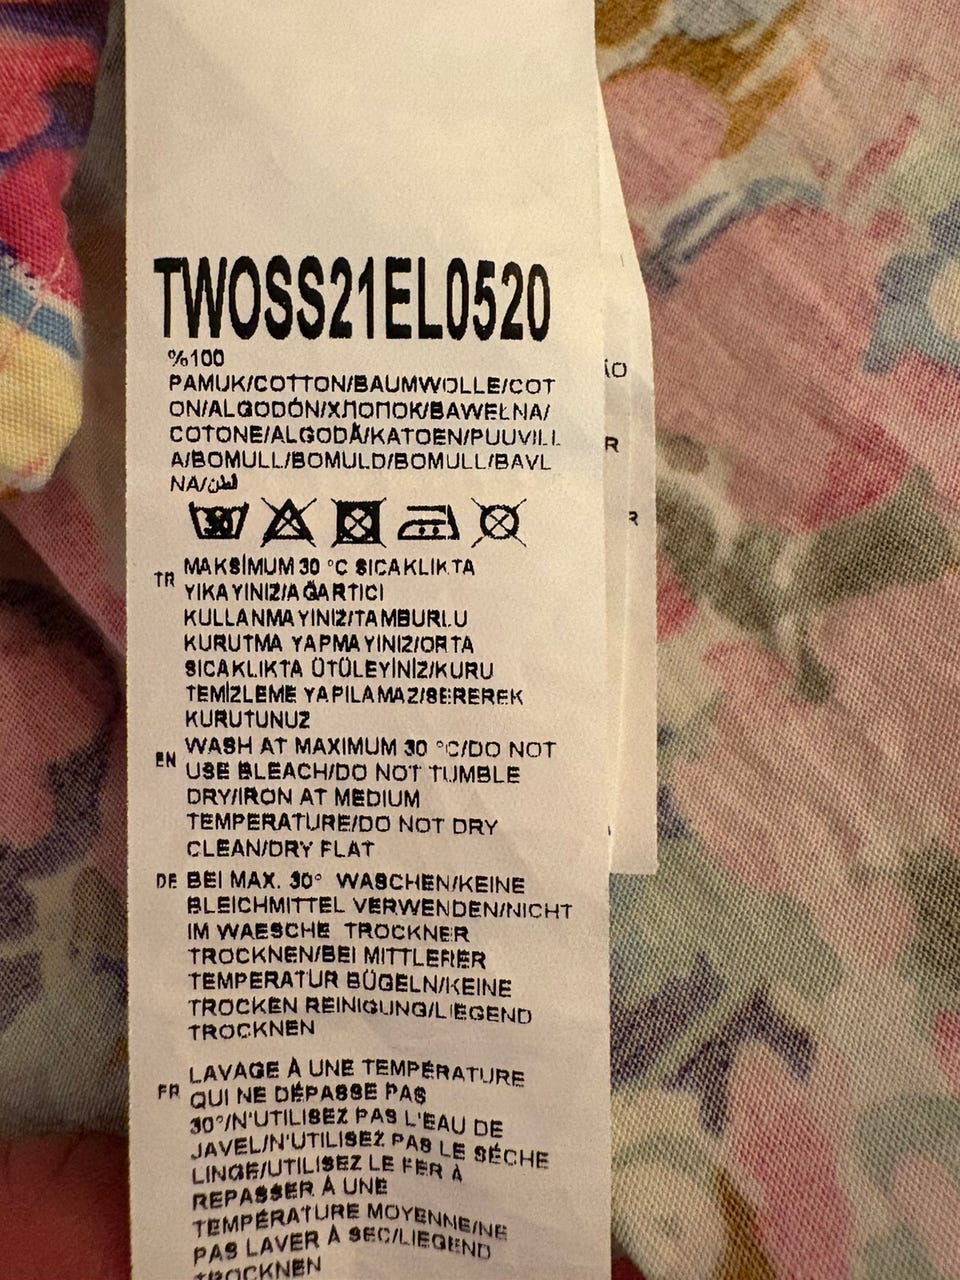 TWOSS21EL0520
%100
PAMUK/COTTON/BAUMWOLLE/COT
ON/ALGODÓN/ХЛОПОК/BAWEŁNA/
COTONE/ALGODÃ/KATOEN/PUUVILL
A/BOMULL/BOMULD/BOMULL/BAVL
NA/قطن
30
TR MAKSİMUM 30 °C SICAKLIKTA
YIKAYINIZ/AĞARTICI
KULLANMAYINIZ/TAMBURLU
KURUTMA YAPMAYINIZ/ORTA
SICAKLIKTA ÜTÜLEYİNİZ/KURU
TEMİZLEME YAPILAMAZ/SEREREK
KURUTUNUZ
EN WASH AT MAXIMUM 30 °C/DO NOT
USE BLEACH/DO NOT TUMBLE
DRY/IRON AT MEDIUM
TEMPERATURE/DO NOT DRY
CLEAN/DRY FLAT
DE BEI MAX. 30° WASCHEN/KEINE
BLEICHMITTEL VERWENDEN/NICHT
IM WAESCHE TROCKNER
TROCKNEN/BEI MITTLERER
TEMPERATUR BÜGELN/KEINE
TROCKEN REINIGUNG/LIEGEND
TROCKNEN
FR LAVAGE À UNE TEMPÉRATURE
QUI NE DÉPASSE PAS
30°/N'UTILISEZ PAS L'EAU DE
JAVEL/N'UTILISEZ PAS LE SÉCHE
LINGE/UTILISEZ LE FER À
REPASSER À UNE
TEMPÉRATURE MOYENNE/NE
PAS LAVER À SEC/LIEGEND
TROCKNEN
ÃO
R
R